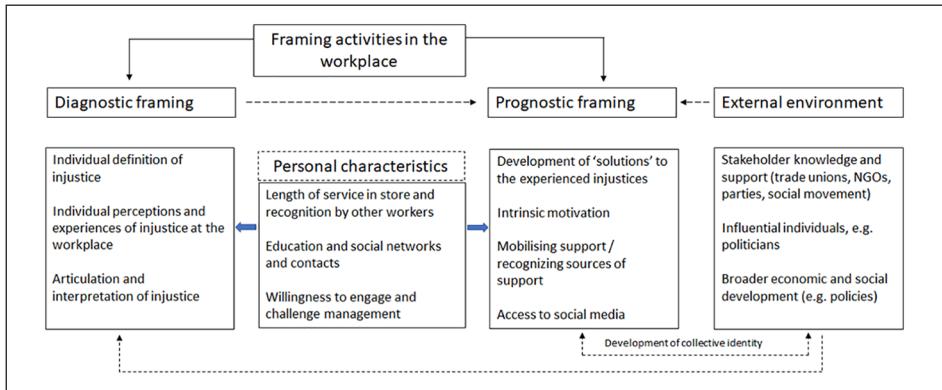 Framing activities in the
workplace
Diagnostic framing
Prognostic framing
External environment
Individual definition of
injustice
Individual perceptions and
experiences of injustice at the
workplace
Articulation and
interpretation of injustice
Personal characteristics
Length of service in store and
recognition by other workers
Education and social networks
and contacts
Willingness to engage and
challenge management
Development of ‘solutions’ to
the experienced injustices
Intrinsic motivation
Mobilising support /
recognizing sources of
support
Access to social media
Stakeholder knowledge and
support (trade unions, NGOs,
parties, social movement)
Influential individuals, e.g.
politicians
Broader economic and social
development (e.g. policies)
Development of collective identity